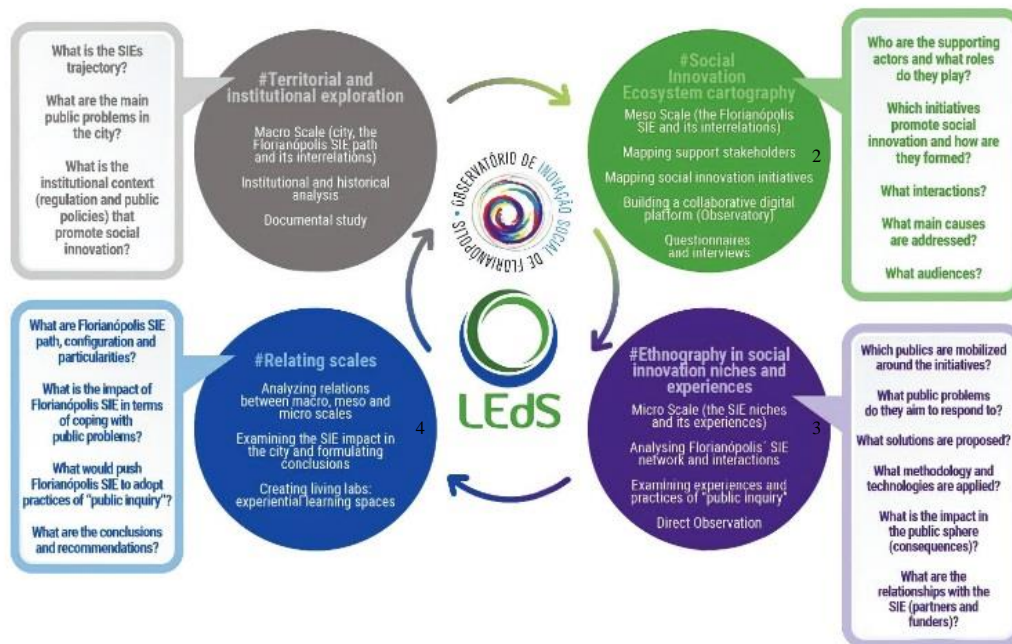 What is the SIEs
trajectory?
What are the main
public problems in
the city?
What is the
institutional context
(regulation and public
policies) that
promote social
innovation?
#Territorial and
institutional exploration
Macro Scale (city, the
Florianópolis SIE path
and its interrelations)
Institutional and historical
analysis
Documental study
#Social
Innovation
Ecosystem cartography
Meso Scale (the Florianópolis
SIE and its interrelations)
Mapping support stakeholders
2
Mapping social innovation initiatives
Building a collaborative digital
platform (Observatory)
Questionnaires
and interviews
Who are the supporting
actors and what roles
do they play?
Which initiatives
promote social
innovation and how are
they formed?
What interactions?
What main causes
are addressed?
What audiences?
OBSERVATÓRIO DE INOVAÇÃO SOCIAL DE FLORIANÓPOLIS •
LEdS
What are Florianópolis SIE
path, configuration and
particularities?
What is the impact of
Florianópolis SIE in terms
of coping with
public problems?
What would push
Florianópolis SIE to adopt
practices of "public inquiry"?
What are the conclusions
and recommendations?
#Relating scales
Analyzing relations
between macro, meso and
micro scales
4
Examining the SIE impact in
the city and formulating
conclusions
Creating living labs:
experiential learning spaces
#Ethnography in social
innovation niches and
experiences
Micro Scale (the SIE niches
and its experiences)
3
Analysing Florianópolis´ SIE
network and interactions
Examining experiences and
practices of "public inquiry"
Direct Observation
Which publics are mobilized
around the initiatives?
What public problems
do they aim to respond to?
What solutions are proposed?
What methodology and
technologies are applied?
What is the impact in
the public sphere
(consequences)?
What are the
relationships with the
SIE (partners and
funders)?